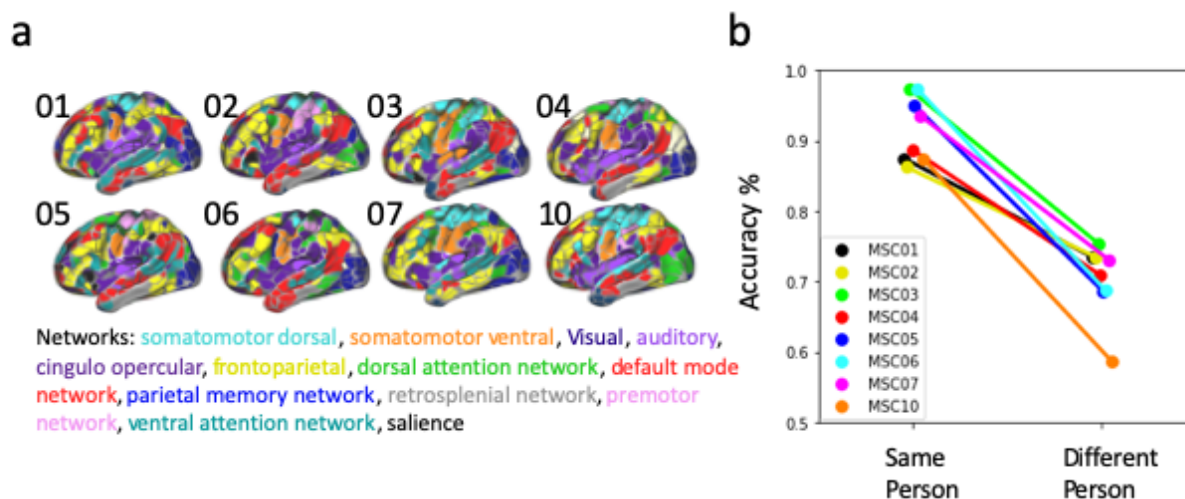 a
01 02 03 04
05 06 07 10
Networks: somatomotor dorsal, somatomotor ventral, Visual, auditory,
cingulo opercular, frontoparietal, dorsal attention network, default mode
network, parietal memory network, retrosplenial network, premotor
network, ventral attention network, salience
b
Accuracy %
1.0
0.9
0.8
0.7
0.6
0.5
MSC01
MSC02
MSC03
MSC04
MSC05
MSC06
MSC07
MSC10
Same
Person
Different
Person